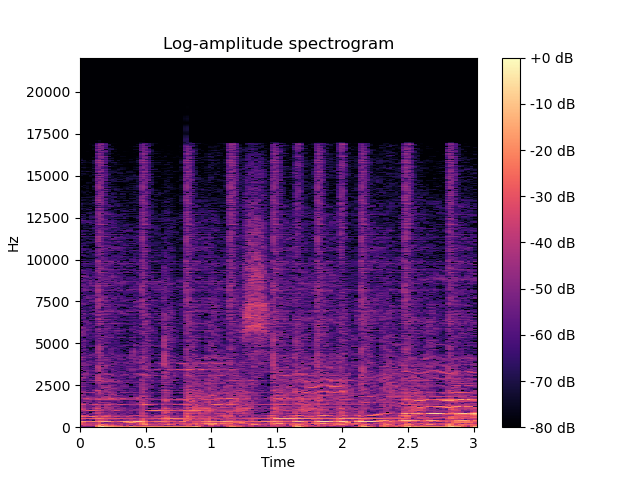 Log-amplitude spectrogram
Hz
20000
17500
15000
12500
10000
7500
5000
2500
0
0 0.5 1 1.5 2 2.5 3
Time
+0 dB
-10 dB
-20 dB
-30 dB
-40 dB
-50 dB
-60 dB
-70 dB
-80 dB